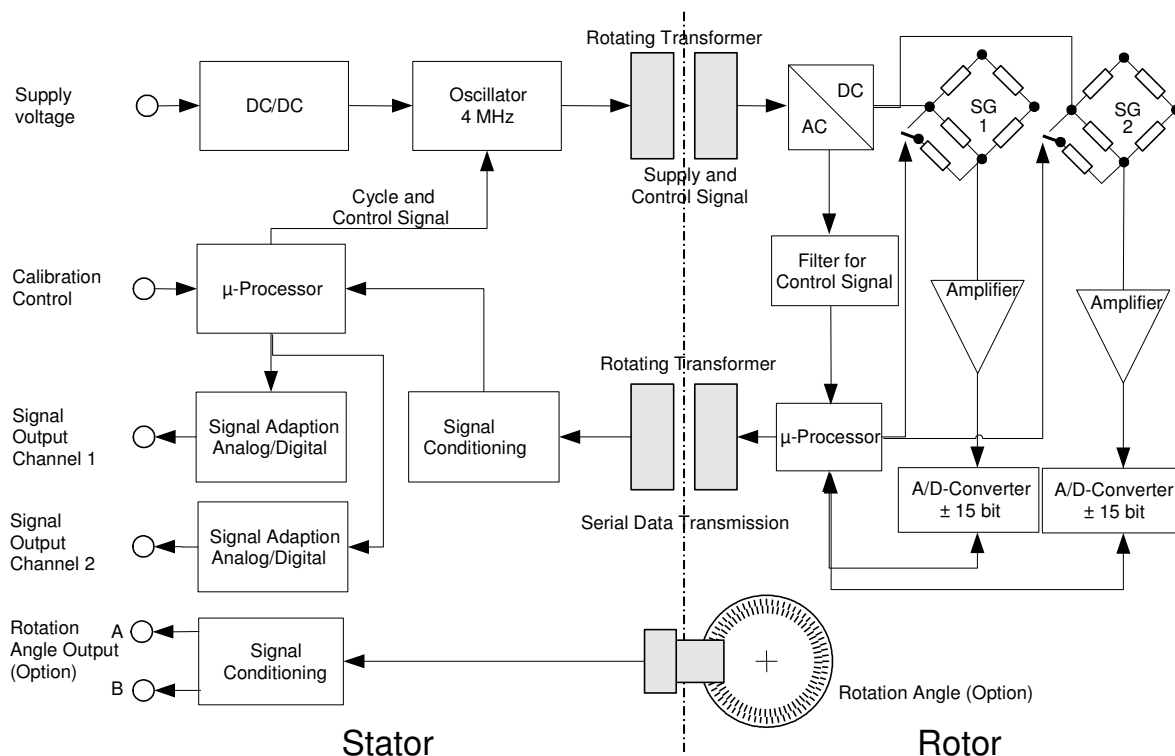 Rotating Transformer
Supply
voltage
DC/DC
Oscillator
4 MHz
DC
AC
SG
1
SG
2
Supply and
Control Signal
Cycle and
Control Signal
Calibration
Control
µ-Processor
Filter for
Control Signal
Amplifier
Amplifier
Rotating Transformer
Signal
Output
Channel 1
Signal Adaption
Analog/Digital
Signal
Conditioning
µ-Processor
A/D-Converter
± 15 bit
A/D-Converter
± 15 bit
Signal
Output
Channel 2
Signal Adaption
Analog/Digital
Serial Data Transmission
Rotation
Angle Output
(Option)
A
B
Signal
Conditioning
Rotation Angle (Option)
Stator
Rotor